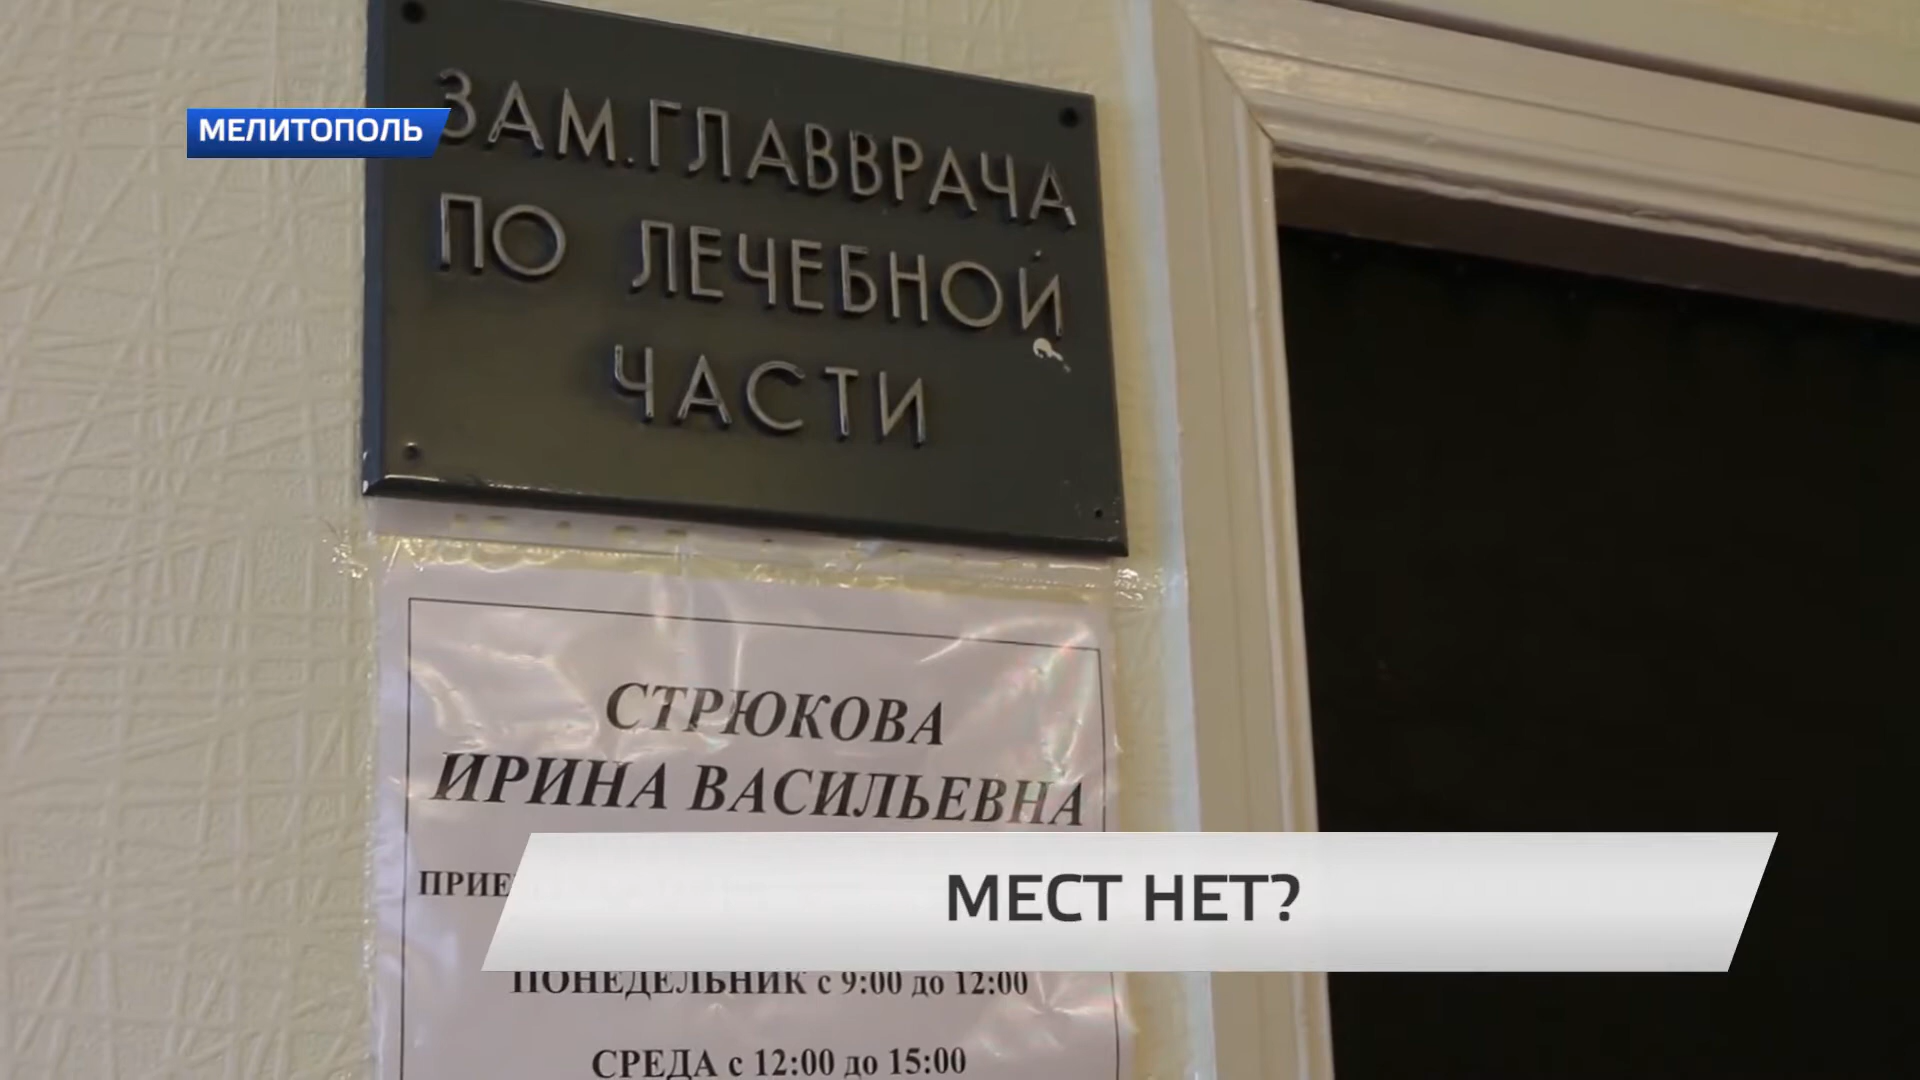 МЕЛИТОПОЛЬ
ЗАМ.ГЛАВВРАЧА
ПО ЛЕЧЕБНОЙ
ЧАСТИ
СТРЮКОВА
ИРИНА ВАСИЛЬЕВНА
МЕСТ НЕТ?
ПОНЕДЕЛЬНИК с 9:00 до 12:00
СРЕДА с 12:00 до 15:00